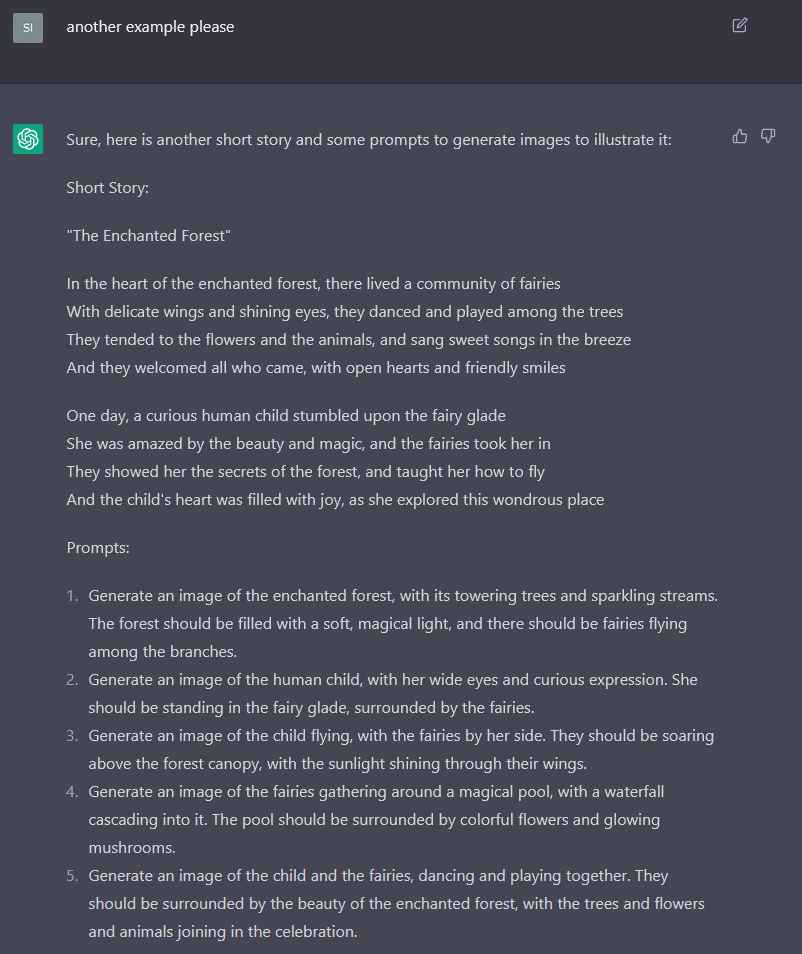 SI
another example please
Sure, here is another short story and some prompts to generate images to illustrate it:
Short Story:
"The Enchanted Forest"
In the heart of the enchanted forest, there lived a community of fairies
With delicate wings and shining eyes, they danced and played among the trees
They tended to the flowers and the animals, and sang sweet songs in the breeze
And they welcomed all who came, with open hearts and friendly smiles
One day, a curious human child stumbled upon the fairy glade
She was amazed by the beauty and magic, and the fairies took her in
They showed her the secrets of the forest, and taught her how to fly
And the child's heart was filled with joy, as she explored this wondrous place
Prompts:
1. Generate an image of the enchanted forest, with its towering trees and sparkling streams.
The forest should be filled with a soft, magical light, and there should be fairies flying
among the branches.
2. Generate an image of the human child, with her wide eyes and curious expression. She
should be standing in the fairy glade, surrounded by the fairies.
3. Generate an image of the child flying, with the fairies by her side. They should be soaring
above the forest canopy, with the sunlight shining through their wings.
4. Generate an image of the fairies gathering around a magical pool, with a waterfall
cascading into it. The pool should be surrounded by colorful flowers and glowing
mushrooms.
5. Generate an image of the child and the fairies, dancing and playing together. They
should be surrounded by the beauty of the enchanted forest, with the trees and flowers
and animals joining in the celebration.